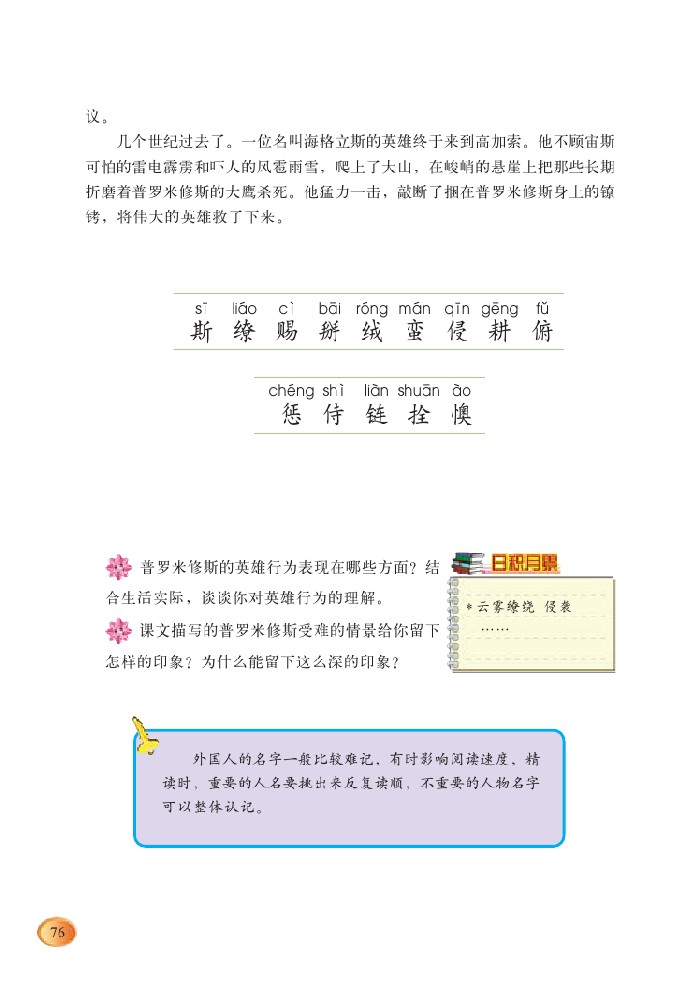 议。
几个世纪过去了。一位名叫海格立斯的英雄终于来到高加索。他不顾宙斯
可怕的雷电霹雳和吓人的风雹雨雪，爬上了大山，在峻峭的悬崖上把那些长期
折磨着普罗米修斯的大鹰杀死。他猛力一击，敲断了捆在普罗米修斯身上的镣
铐，将伟大的英雄救了下来。
sī liáo cì bāi róng mán qīn gēng fǔ
斯 缭 赐 掰 绒 蛮 侵 耕 俯
chéng shì liàn shuān ào
惩 侍 链 拴 懊
普罗米修斯的英雄行为表现在哪些方面？结
合生活实际，谈谈你对英雄行为的理解。
课文描写的普罗米修斯受难的情景给你留下
怎样的印象？为什么能留下这么深的印象？
日积月累
*云雾缭绕 侵袭
……
外国人的名字一般比较难记，有时影响阅读速度，精
读时，重要的人名要挑出来反复读顺，不重要的人物名字
可以整体认记。
76